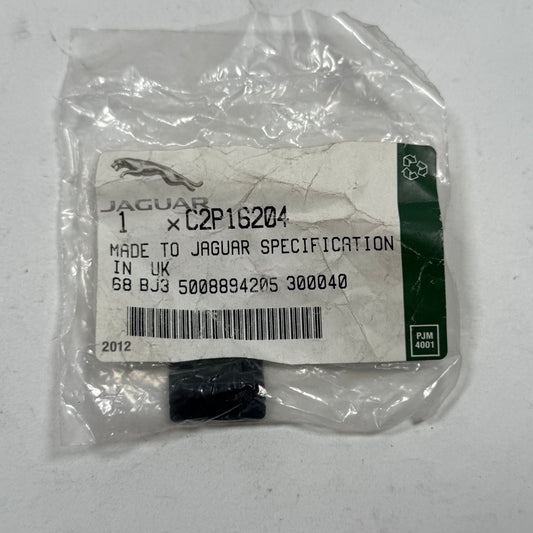 JAGUAR
1 × C2P16204
MADE TO JAGUAR SPECIFICATION
IN UK
68 BJ3 5008894205 300040
2012
PJM
4001